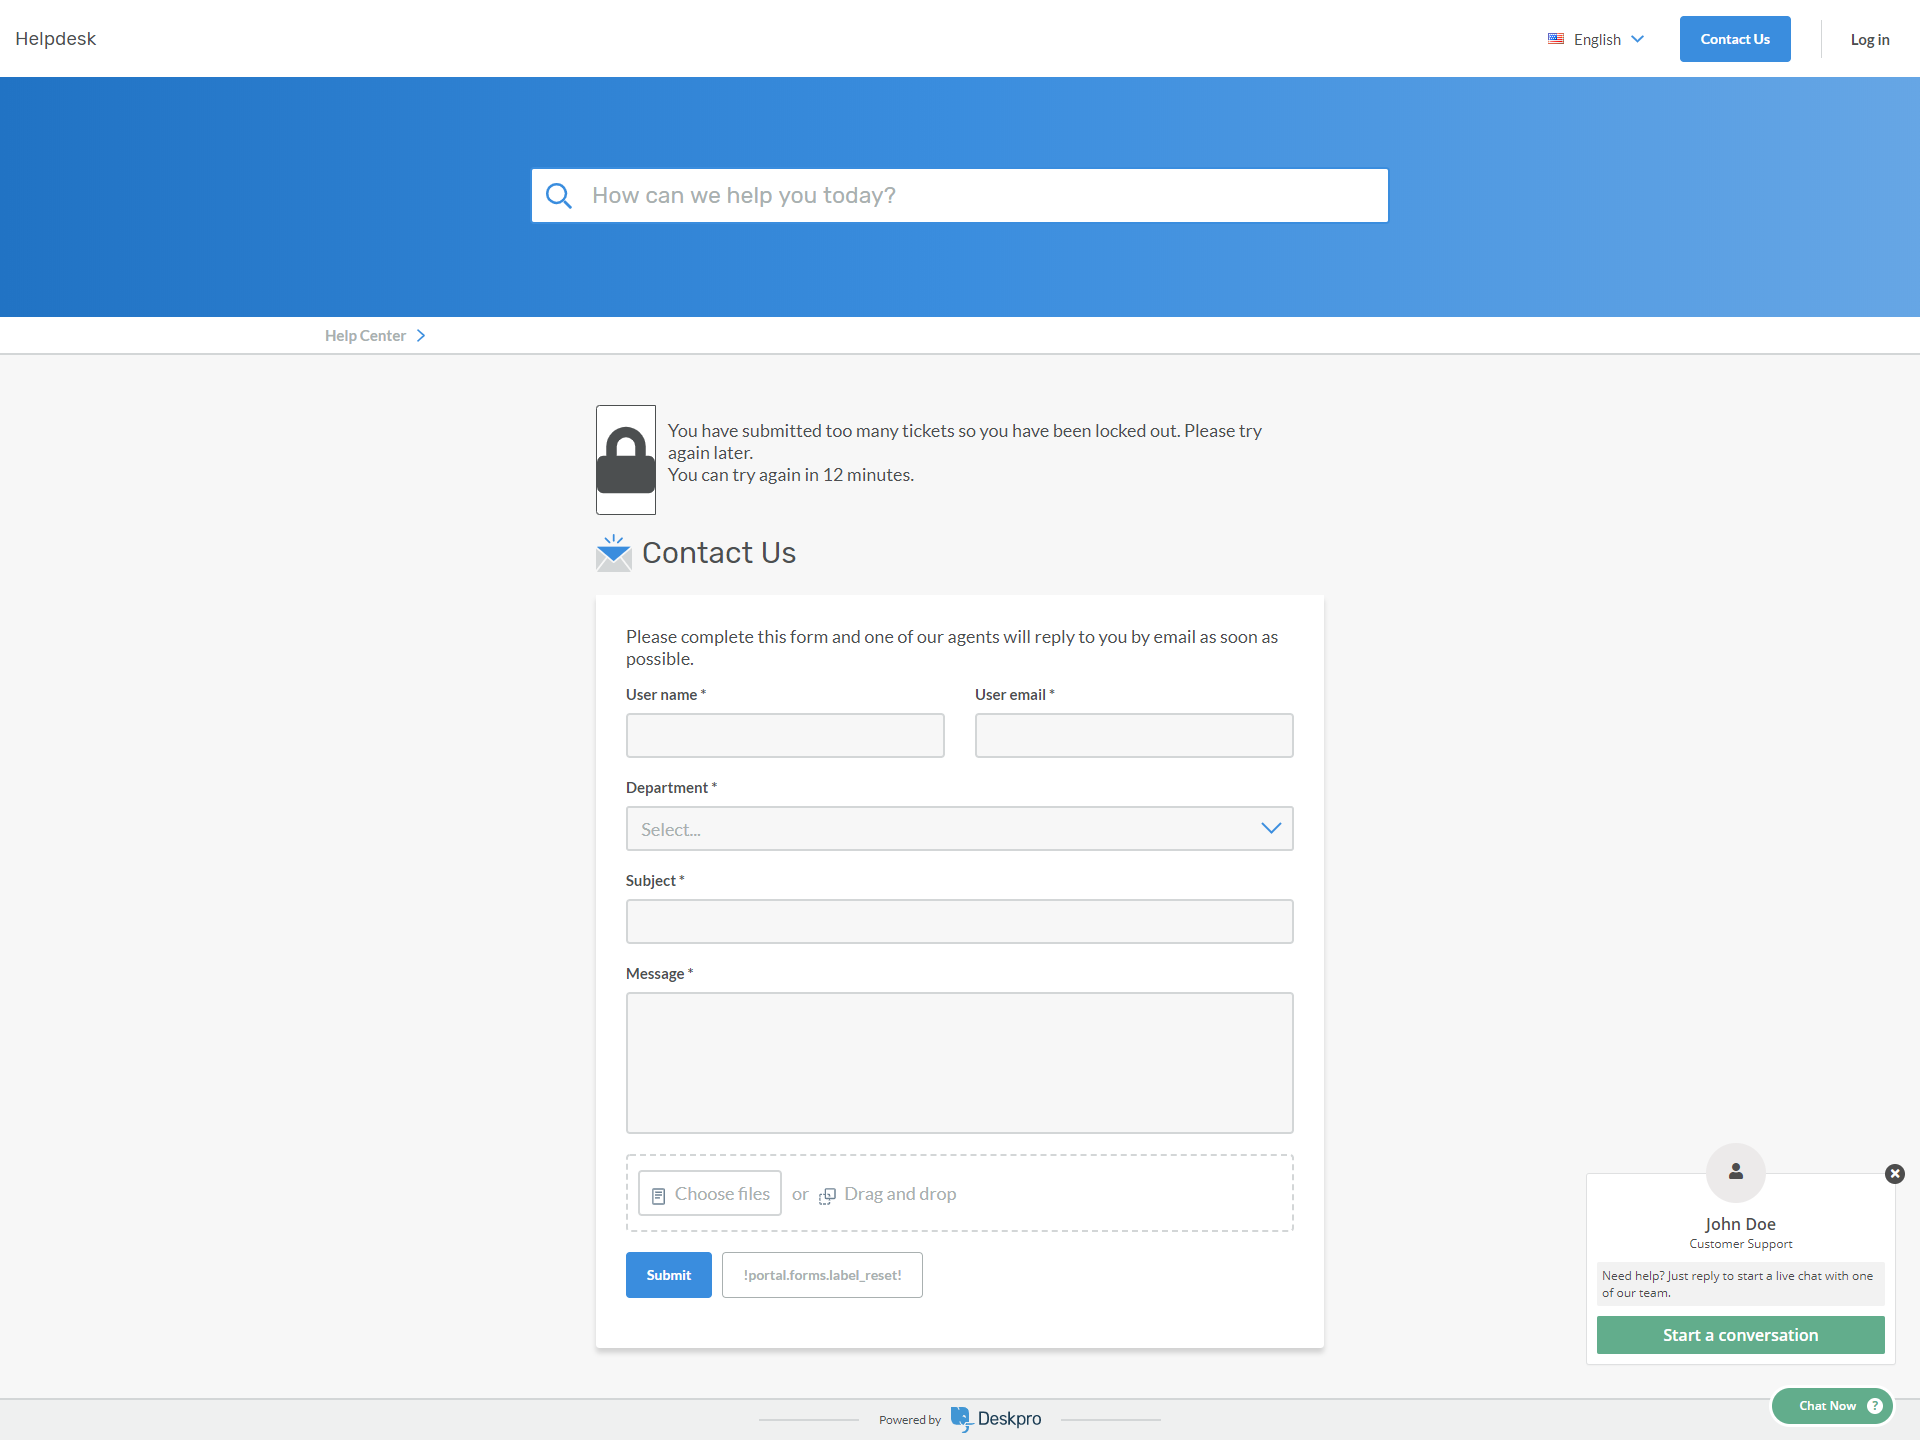 Helpdesk
English
Contact Us
Log in
How can we help you today?
Help Center
You have submitted too many tickets so you have been locked out. Please try
again later.
You can try again in 12 minutes.
Contact Us
Please complete this form and one of our agents will reply to you by email as soon as
possible.
User name *
User email *
Department *
Select...
Subject *
Message *
Choose files or Drag and drop
Submit
!portal.forms.label_reset!
John Doe
Customer Support
Need help? Just reply to start a live chat with one
of our team.
Start a conversation
Chat Now ?
Powered by Deskpro